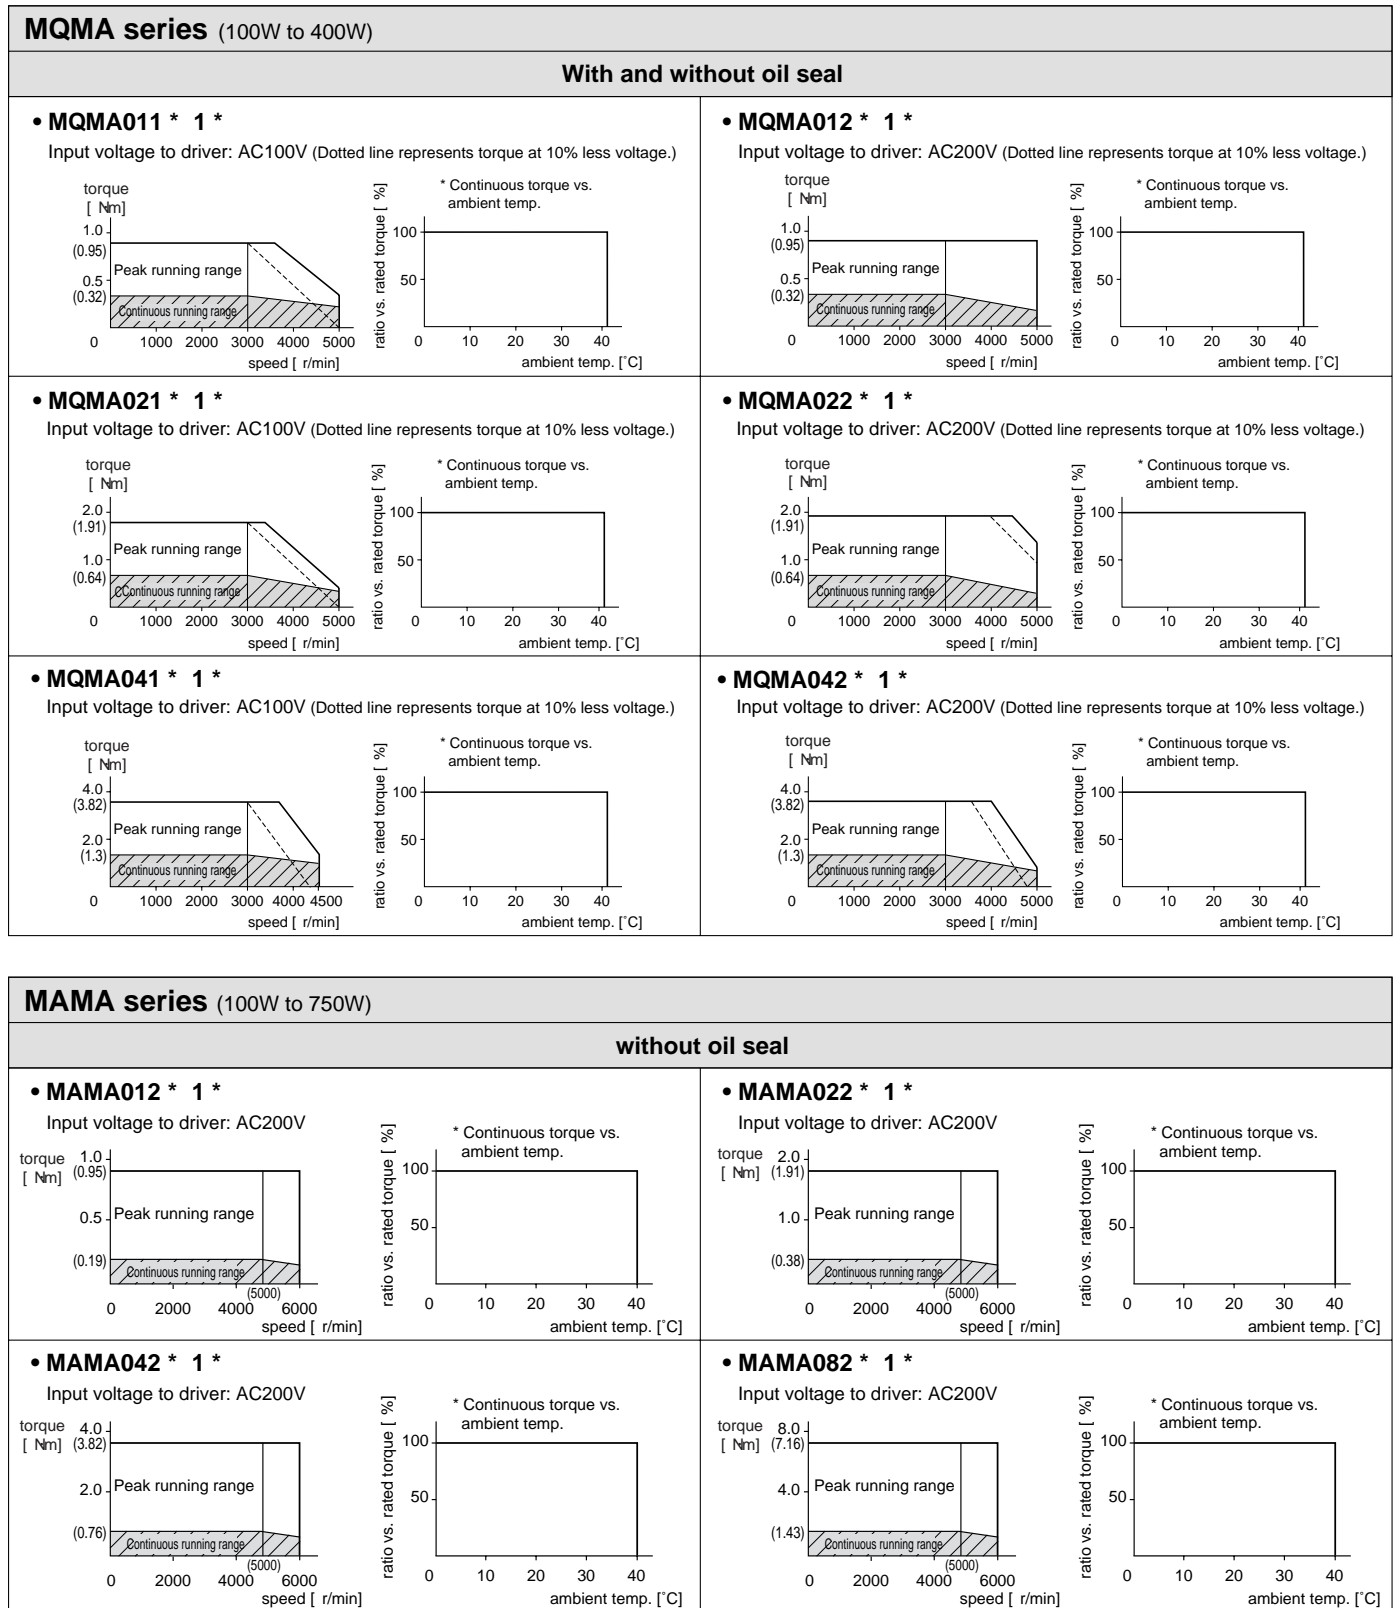 MQMA series (100W to 400W)
With and without oil seal
• MQMA011 * 1 *
Input voltage to driver: AC100V (Dotted line represents torque at 10% less voltage.)
torque
[ Nm]
1.0
(0.95)
0.5
(0.32)
Peak running range
Continuous running range
0 1000 2000 3000 4000 5000
speed [ r/min]
ratio vs. rated torque [ %]
* Continuous torque vs.
ambient temp.
100
50
0 10 20 30 40
ambient temp. [˚C]
• MQMA012 * 1 *
Input voltage to driver: AC200V (Dotted line represents torque at 10% less voltage.)
torque
[ Nm]
1.0
(0.95)
0.5
(0.32)
Peak running range
Continuous running range
0 1000 2000 3000 4000 5000
speed [ r/min]
ratio vs. rated torque [ %]
* Continuous torque vs.
ambient temp.
100
50
0 10 20 30 40
ambient temp. [˚C]
• MQMA021 * 1 *
Input voltage to driver: AC100V (Dotted line represents torque at 10% less voltage.)
torque
[ Nm]
2.0
(1.91)
1.0
(0.64)
Peak running range
CContinuous running range
0 1000 2000 3000 4000 5000
speed [ r/min]
ratio vs. rated torque [ %]
* Continuous torque vs.
ambient temp.
100
50
0 10 20 30 40
ambient temp. [˚C]
• MQMA022 * 1 *
Input voltage to driver: AC200V (Dotted line represents torque at 10% less voltage.)
torque
[ Nm]
2.0
(1.91)
1.0
(0.64)
Peak running range
Continuous running range
0 1000 2000 3000 4000 5000
speed [ r/min]
ratio vs. rated torque [ %]
* Continuous torque vs.
ambient temp.
100
50
0 10 20 30 40
ambient temp. [˚C]
• MQMA041 * 1 *
Input voltage to driver: AC100V (Dotted line represents torque at 10% less voltage.)
torque
[ Nm]
4.0
(3.82)
2.0
(1.3)
Peak running range
Continuous running range
0 1000 2000 3000 4000 4500
speed [ r/min]
ratio vs. rated torque [ %]
* Continuous torque vs.
ambient temp.
100
50
0 10 20 30 40
ambient temp. [˚C]
• MQMA042 * 1 *
Input voltage to driver: AC200V (Dotted line represents torque at 10% less voltage.)
torque
[ Nm]
4.0
(3.82)
2.0
(1.3)
Peak running range
Continuous running range
0 1000 2000 3000 4000 5000
speed [ r/min]
ratio vs. rated torque [ %]
* Continuous torque vs.
ambient temp.
100
50
0 10 20 30 40
ambient temp. [˚C]
MAMA series (100W to 750W)
without oil seal
• MAMA012 * 1 *
Input voltage to driver: AC200V
torque
[ Nm]
1.0
(0.95)
0.5
(0.19)
Peak running range
Continuous running range
(5000)
0 2000 4000 6000
speed [ r/min]
ratio vs. rated torque [ %]
* Continuous torque vs.
ambient temp.
100
50
0 10 20 30 40
ambient temp. [˚C]
• MAMA022 * 1 *
Input voltage to driver: AC200V
torque
[ Nm]
2.0
(1.91)
1.0
(0.38)
Peak running range
Continuous running range
(5000)
0 2000 4000 6000
speed [ r/min]
ratio vs. rated torque [ %]
* Continuous torque vs.
ambient temp.
100
50
0 10 20 30 40
ambient temp. [˚C]
• MAMA042 * 1 *
Input voltage to driver: AC200V
torque
[ Nm]
4.0
(3.82)
2.0
(0.76)
Peak running range
Continuous running range
(5000)
0 2000 4000 6000
speed [ r/min]
ratio vs. rated torque [ %]
* Continuous torque vs.
ambient temp.
100
50
0 10 20 30 40
ambient temp. [˚C]
• MAMA082 * 1 *
Input voltage to driver: AC200V
torque
[ Nm]
8.0
(7.16)
4.0
(1.43)
Peak running range
Continuous running range
(5000)
0 2000 4000 6000
speed [ r/min]
ratio vs. rated torque [ %]
* Continuous torque vs.
ambient temp.
100
50
0 10 20 30 40
ambient temp. [˚C]